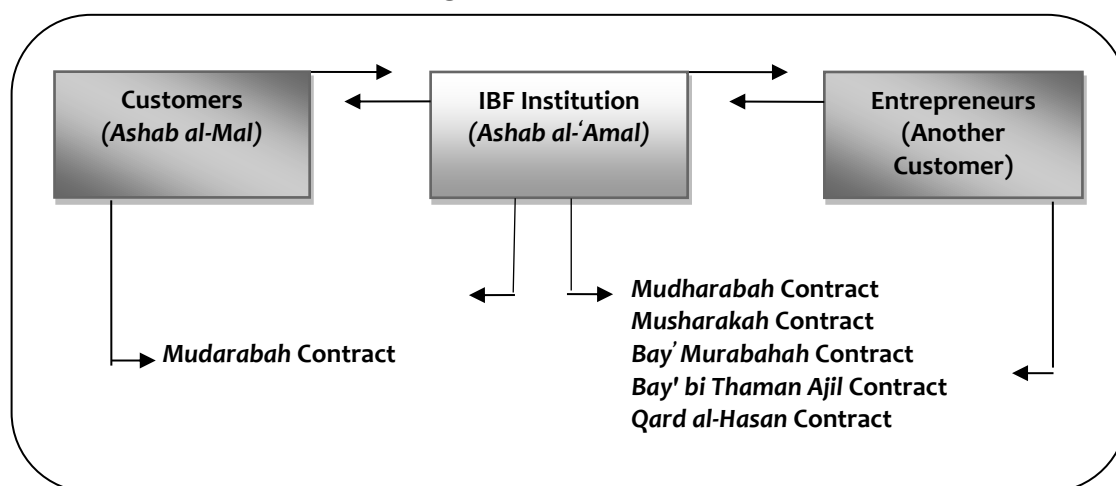 Customers
(Ashab al-Mal)
IBF Institution
(Ashab al-‘Amal)
Entrepreneurs
(Another
Customer)
Mudarabah Contract
Mudharabah Contract
Musharakah Contract
Bay’ Murabahah Contract
Bay' bi Thaman Ajil Contract
Qard al-Hasan Contract